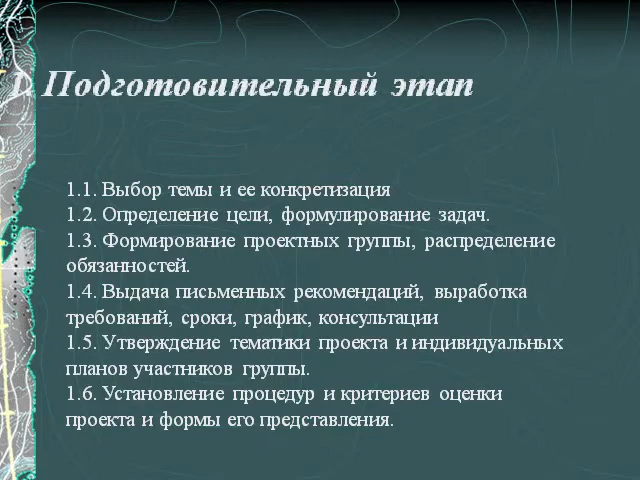 I. Подготовительный этап
1.1. Выбор темы и ее конкретизация
1.2. Определение цели, формулирование задач.
1.3. Формирование проектных группы, распределение
обязанностей.
1.4. Выдача письменных рекомендаций, выработка
требований, сроки, график, консультации
1.5. Утверждение тематики проекта и индивидуальных
планов участников группы.
1.6. Установление процедур и критериев оценки
проекта и формы его представления.